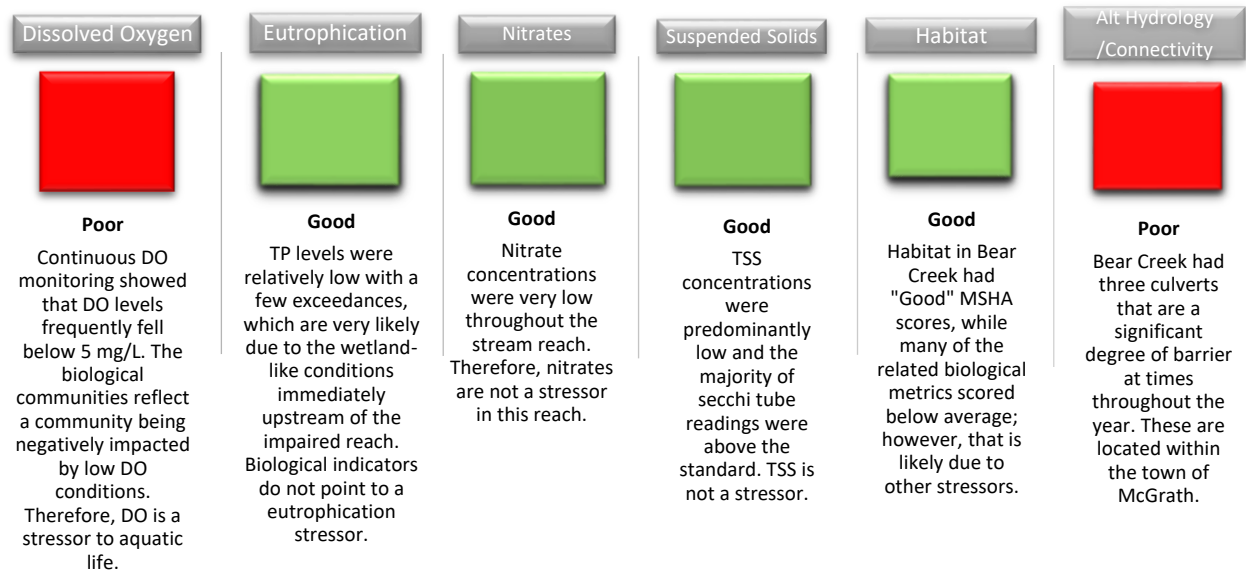 Dissolved Oxygen
Poor
Continuous DO
monitoring showed
that DO levels
frequently fell
below 5 mg/L. The
biological
communities reflect
a community being
negatively impacted
by low DO
conditions.
Therefore, DO is a
stressor to aquatic
life.
Eutrophication
Good
TP levels were
relatively low with a
few exceedances,
which are very likely
due to the wetland-
like conditions
immediately
upstream of the
impaired reach.
Biological indicators
do not point to a
eutrophication
stressor.
Nitrates
Good
Nitrate
concentrations
were very low
throughout the
stream reach.
Therefore, nitrates
are not a stressor
in this reach.
Suspended Solids
Good
TSS
concentrations
were
predominantly
low and the
majority of
secchi tube
readings were
above the
standard. TSS is
not a stressor.
Habitat
Good
Habitat in Bear
Creek had
"Good" MSHA
scores, while
many of the
related biological
metrics scored
below average;
however, that is
likely due to
other stressors.
Alt Hydrology
/Connectivity
Poor
Bear Creek had
three culverts
that are a
significant
degree of barrier
at times
throughout the
year. These are
located within
the town of
McGrath.